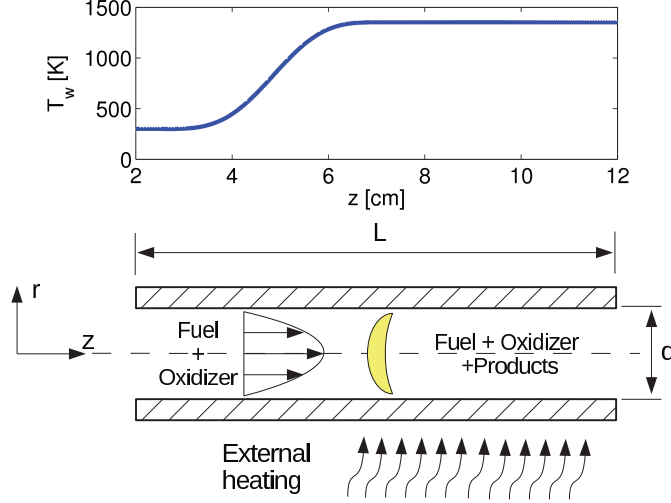 1500
1000
500
0
T_w [K]
2 4 6 8 10 12
z [cm]
L
r
z
Fuel
+
Oxidizer
Fuel + Oxidizer
+Products
d
External
heating